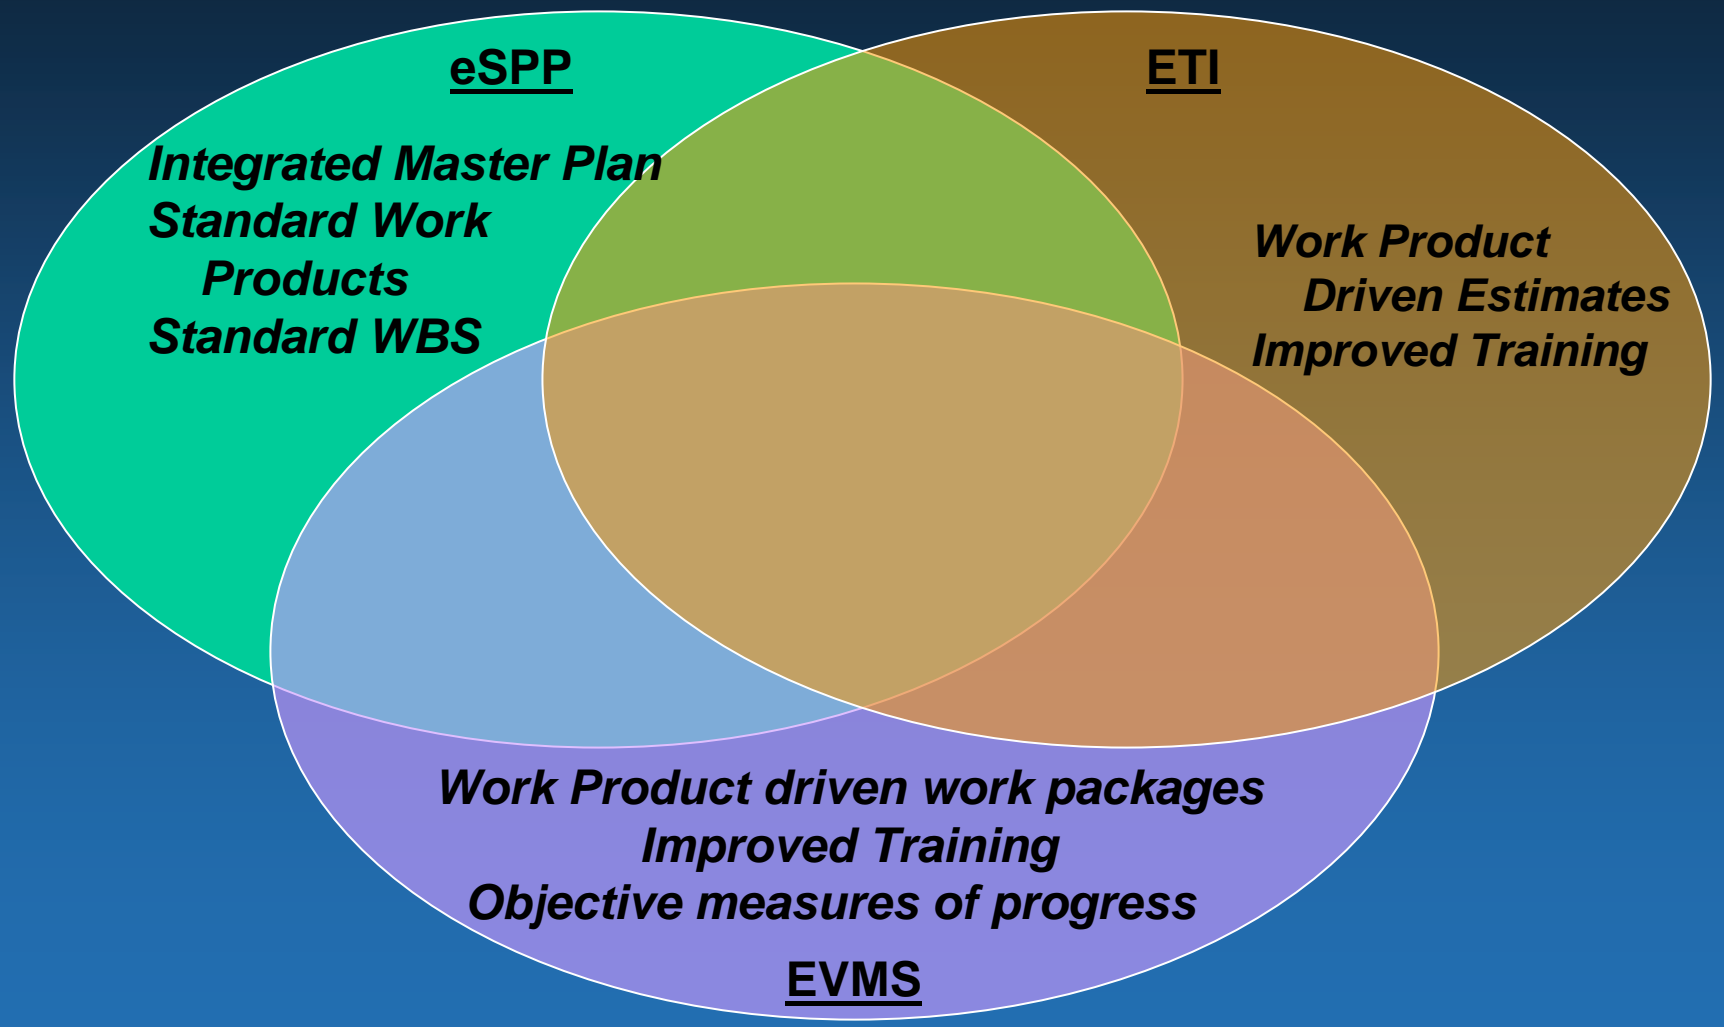 eSPP
Integrated Master Plan
Standard Work
Products
Standard WBS
ETI
Work Product
Driven Estimates
Improved Training
Work Product driven work packages
Improved Training
Objective measures of progress
EVMS